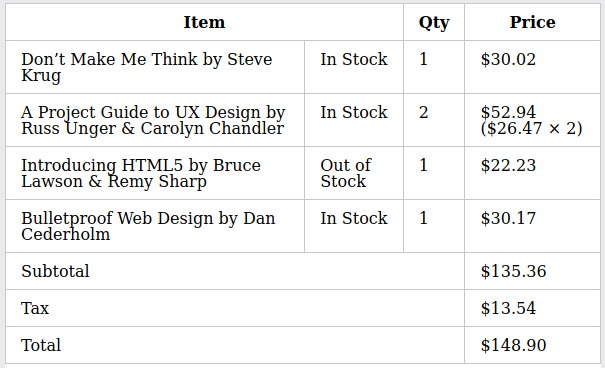 Item Qty Price
Don’t Make Me Think by Steve In Stock 1 $30.02
Krug
A Project Guide to UX Design by In Stock 2 $52.94
Russ Unger & Carolyn Chandler ($26.47 × 2)
Introducing HTML5 by Bruce Out of 1 $22.23
Lawson & Remy Sharp Stock
Bulletproof Web Design by Dan In Stock 1 $30.17
Cederholm
Subtotal $135.36
Tax $13.54
Total $148.90